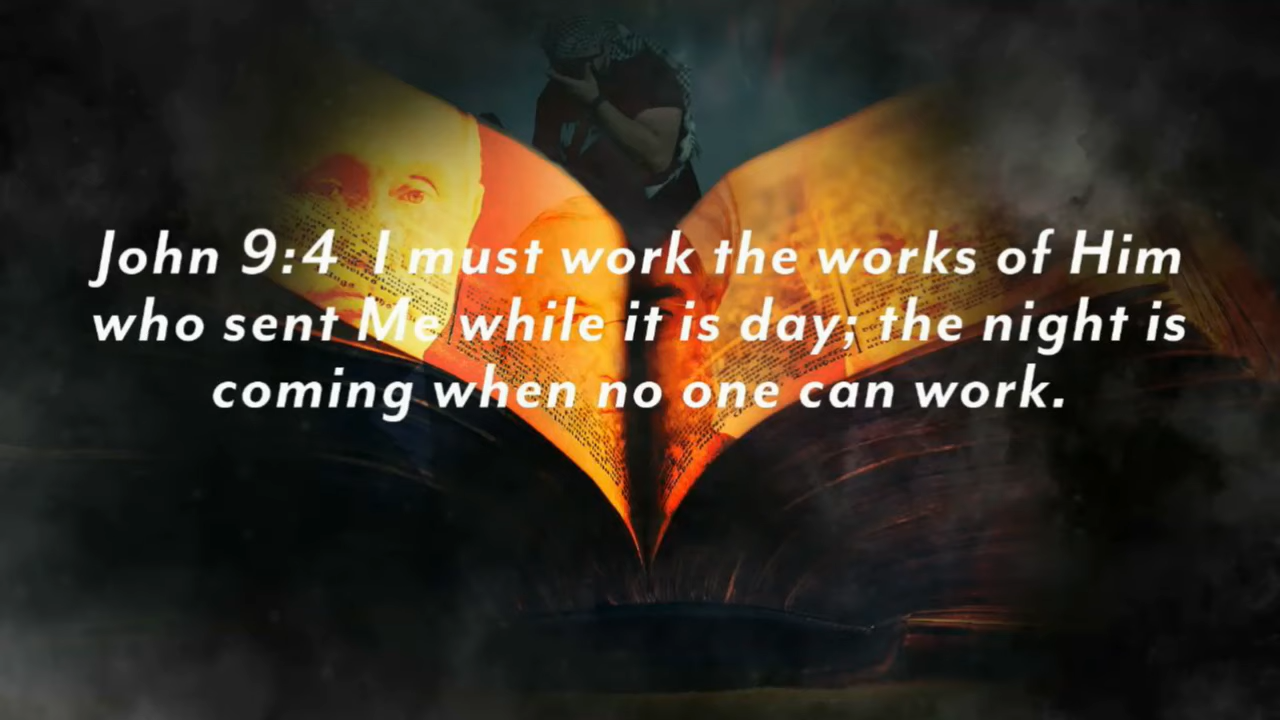 John 9:4 I must work the works of Him
who sent Me while it is day; the night is
coming when no one can work.